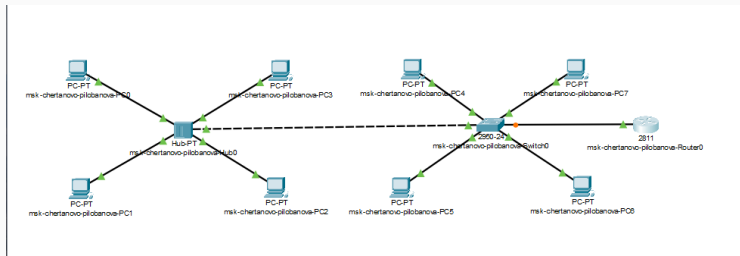 PC-PT
msk-chertanovo-pilobanova-PC0
PC-PT
msk-chertanovo-pilobanova-PC3
PC-PT
msk-chertanovo-pilobanova-PC4
PC-PT
msk-chertanovo-pilobanova-PC7
Hub-PT
msk-chertanovo-pilobanova-Hub0
2960-24
msk-chertanovo-pilobanova-Switch0
2811
msk-chertanovo-pilobanova-Router0
PC-PT
msk-chertanovo-pilobanova-PC1
PC-PT
msk-chertanovo-pilobanova-PC2
PC-PT
msk-chertanovo-pilobanova-PC5
PC-PT
msk-chertanovo-pilobanova-PC6